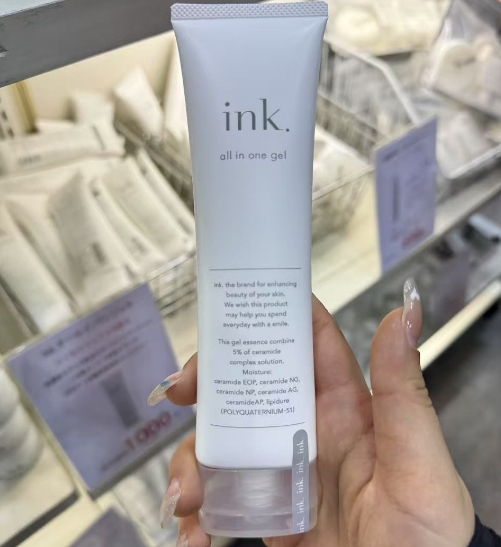 ink.
all in one gel
ink. the brand for enhancing
beauty of your skin.
We wish this product
may help you spend
everyday with a smile.
This gel essence combine
5% of ceramide
complex solution.
Moisture:
ceramide EOP, ceramide NG,
ceramide NP, ceramide AG,
ceramideAP, lipidure
(POLYQUATERNIUM-51)
ink. ink. ink. ink.